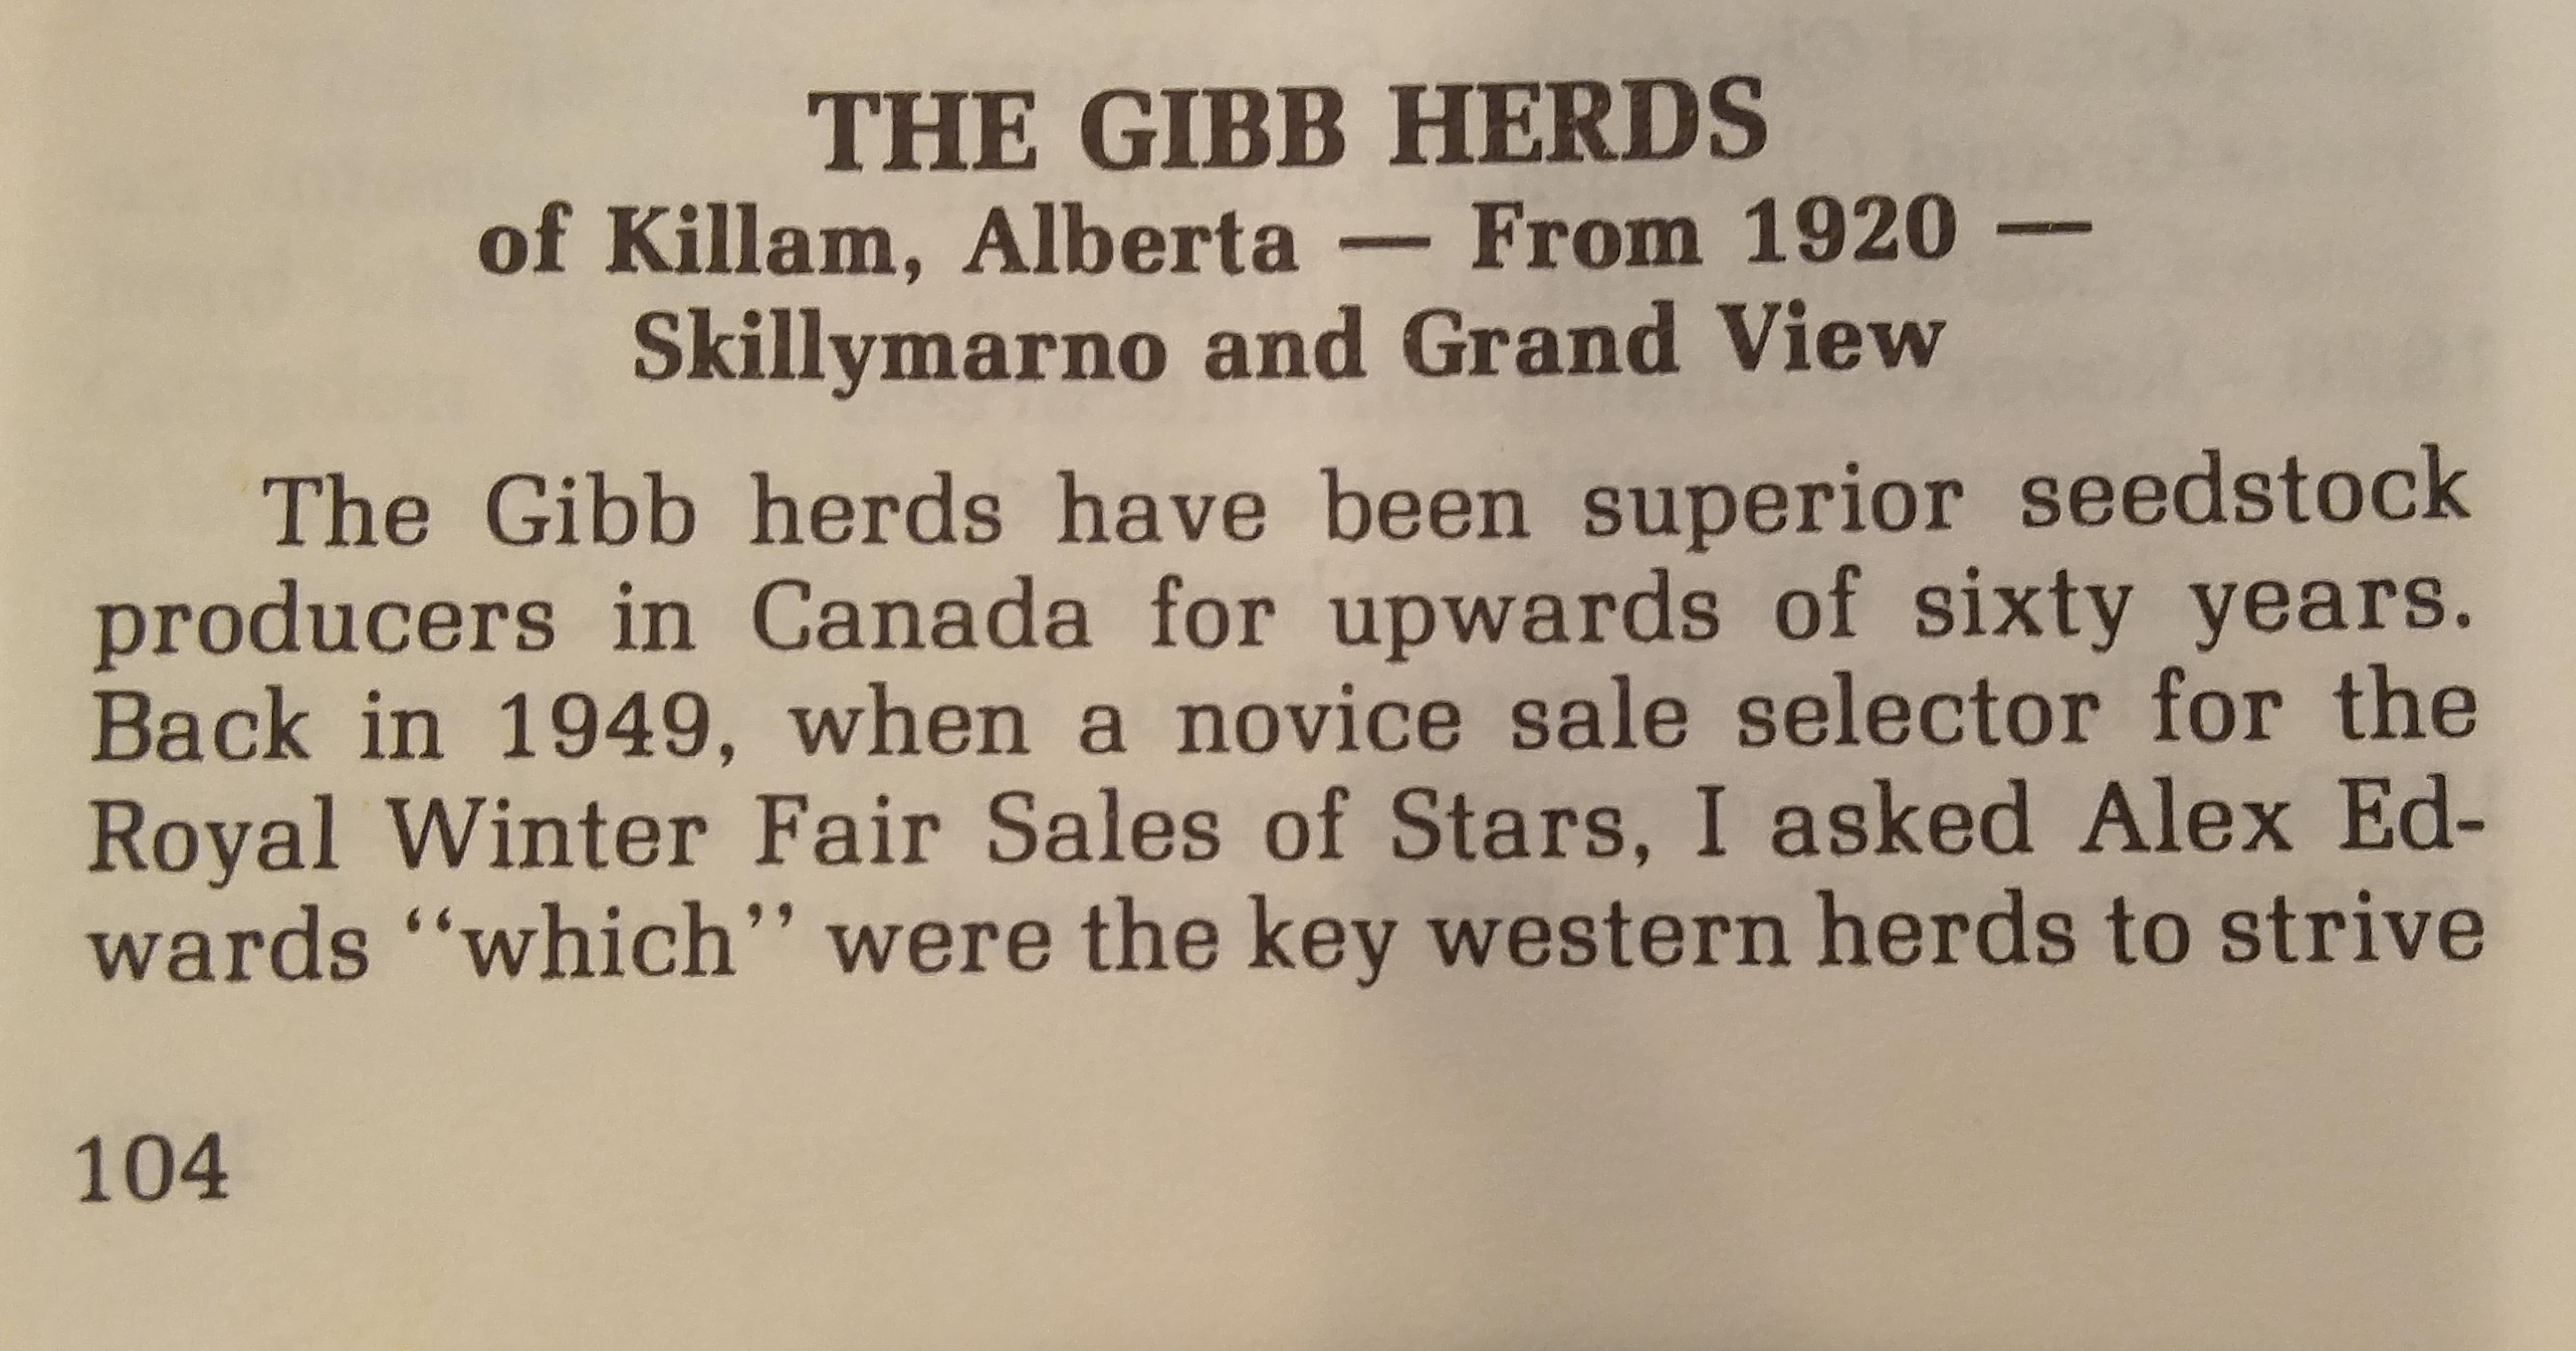 THE GIBB HERDS
of Killam, Alberta — From 1920 —
Skillymarno and Grand View
The Gibb herds have been superior seedstock
producers in Canada for upwards of sixty years.
Back in 1949, when a novice sale selector for the
Royal Winter Fair Sales of Stars, I asked Alex Ed-
wards ‘‘which’’ were the key western herds to strive
104